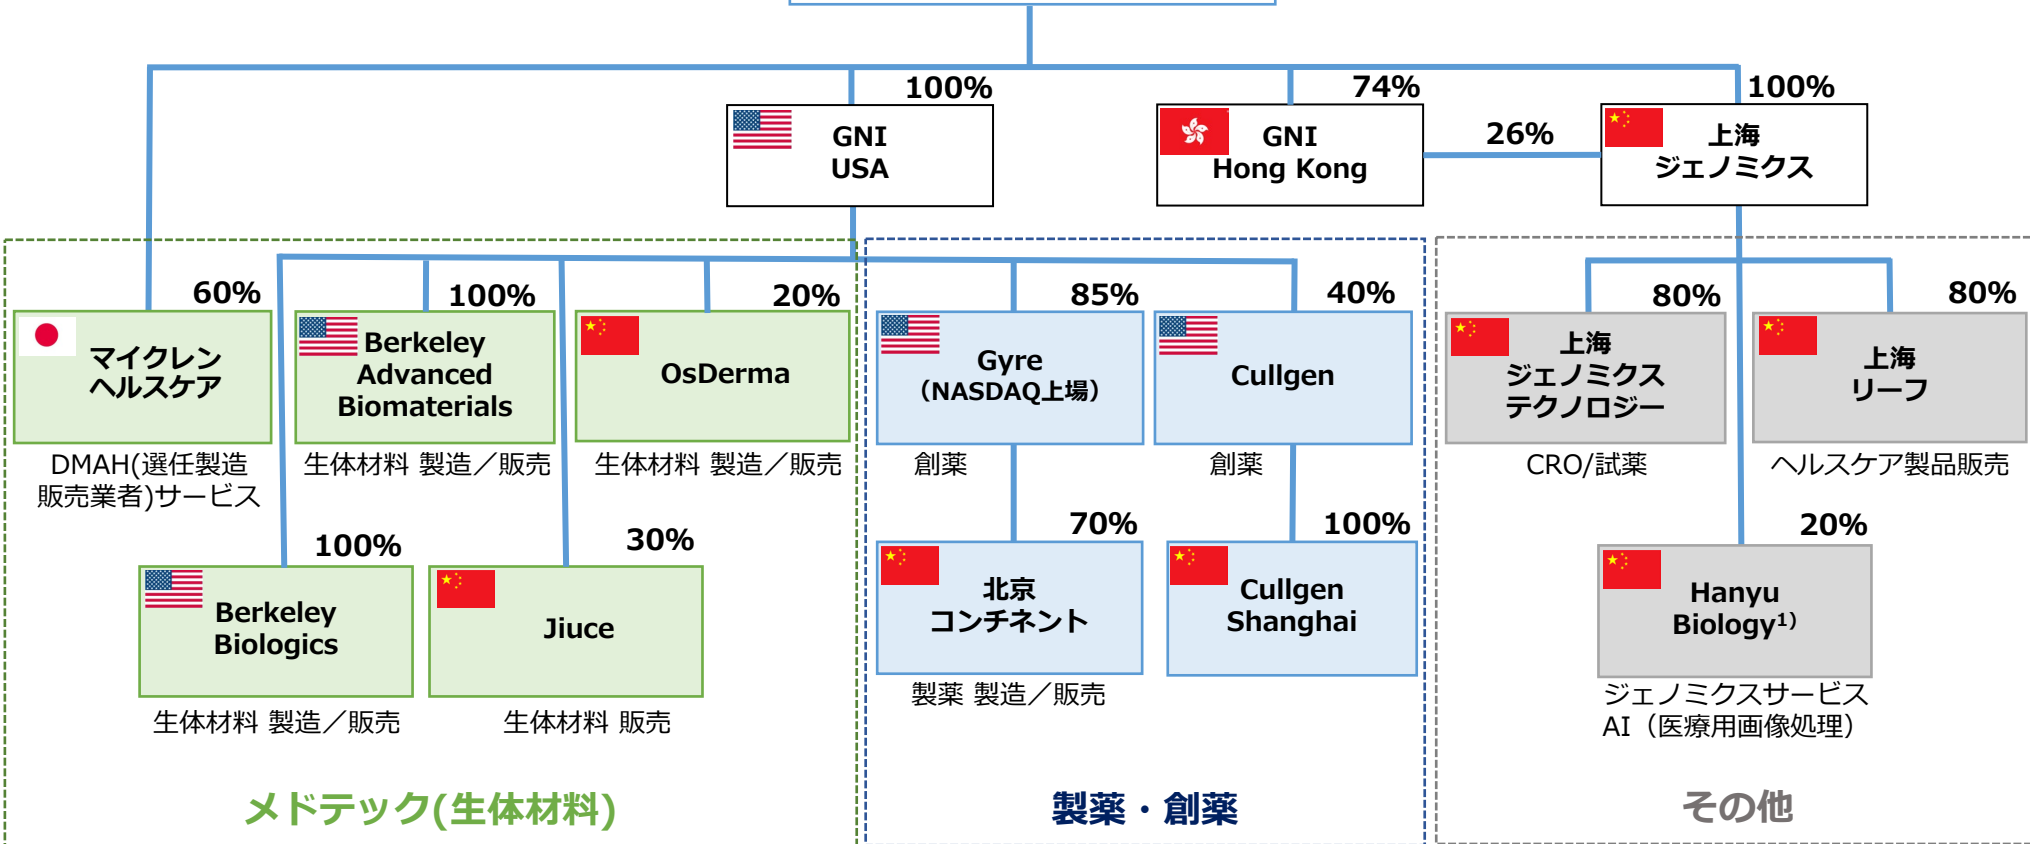 100%
74%
100%
GNI
USA
GNI
Hong Kong
26%
上海
ジェノミクス
60%
100%
20%
85%
40%
80%
80%
マイクレン
ヘルスケア
Berkeley
Advanced
Biomaterials
OsDerma
Gyre
（NASDAQ上場）
Cullgen
上海
ジェノミクス
テクノロジー
上海
リーフ
DMAH(選任製造
販売業者)サービス
生体材料 製造／販売
生体材料 製造／販売
創薬
創薬
CRO/試薬
ヘルスケア製品販売
100%
30%
70%
100%
20%
Berkeley
Biologics
Jiuce
北京
コンチネント
Cullgen
Shanghai
Hanyu
Biology¹⁾
生体材料 製造／販売
生体材料 販売
製薬 製造／販売
ジェノミクスサービス
AI（医療用画像処理）
メドテック(生体材料)
製薬・創薬
その他